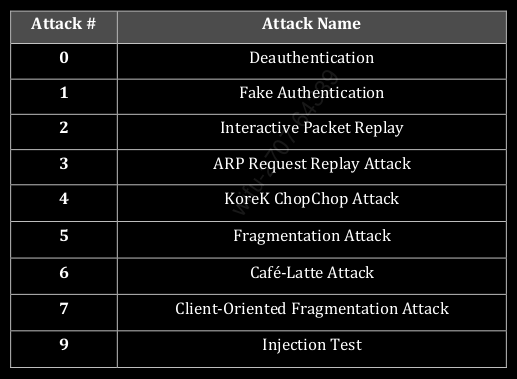 Attack # Attack Name
0 Deauthentication
1 Fake Authentication
2 Interactive Packet Replay
3 ARP Request Replay Attack
4 KoreK ChopChop Attack
5 Fragmentation Attack
6 Café-Latte Attack
7 Client-Oriented Fragmentation Attack
9 Injection Test